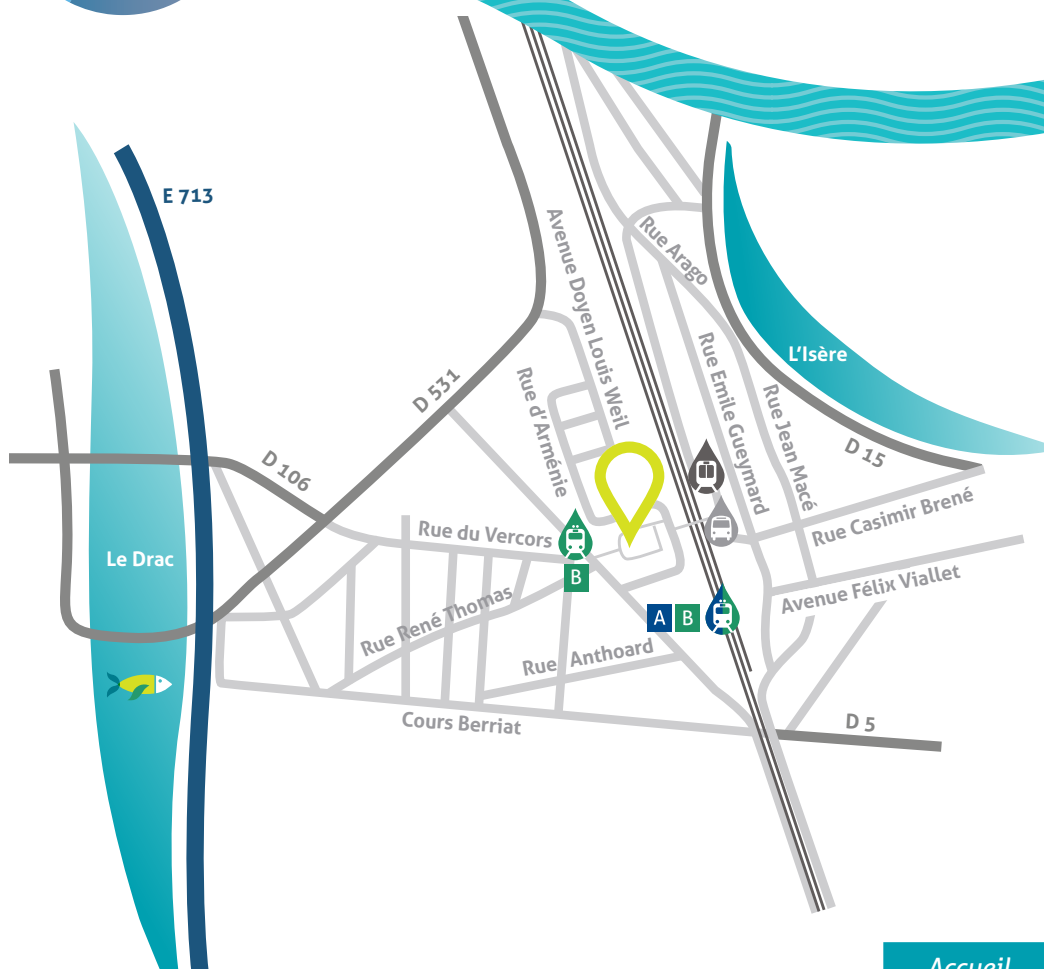 E 713
Avenue Doyen Louis Weil
Rue Arago
L'Isère
Rue Emile Gueymard
Rue Jean Macé
D 531
Rue d'Arménie
D 15
D 106
Rue du Vercors
Rue Casimir Brené
Le Drac
B
Avenue Félix Viallet
Rue René Thomas
A B
Rue Anthoard
Cours Berriat
D 5
Accueil